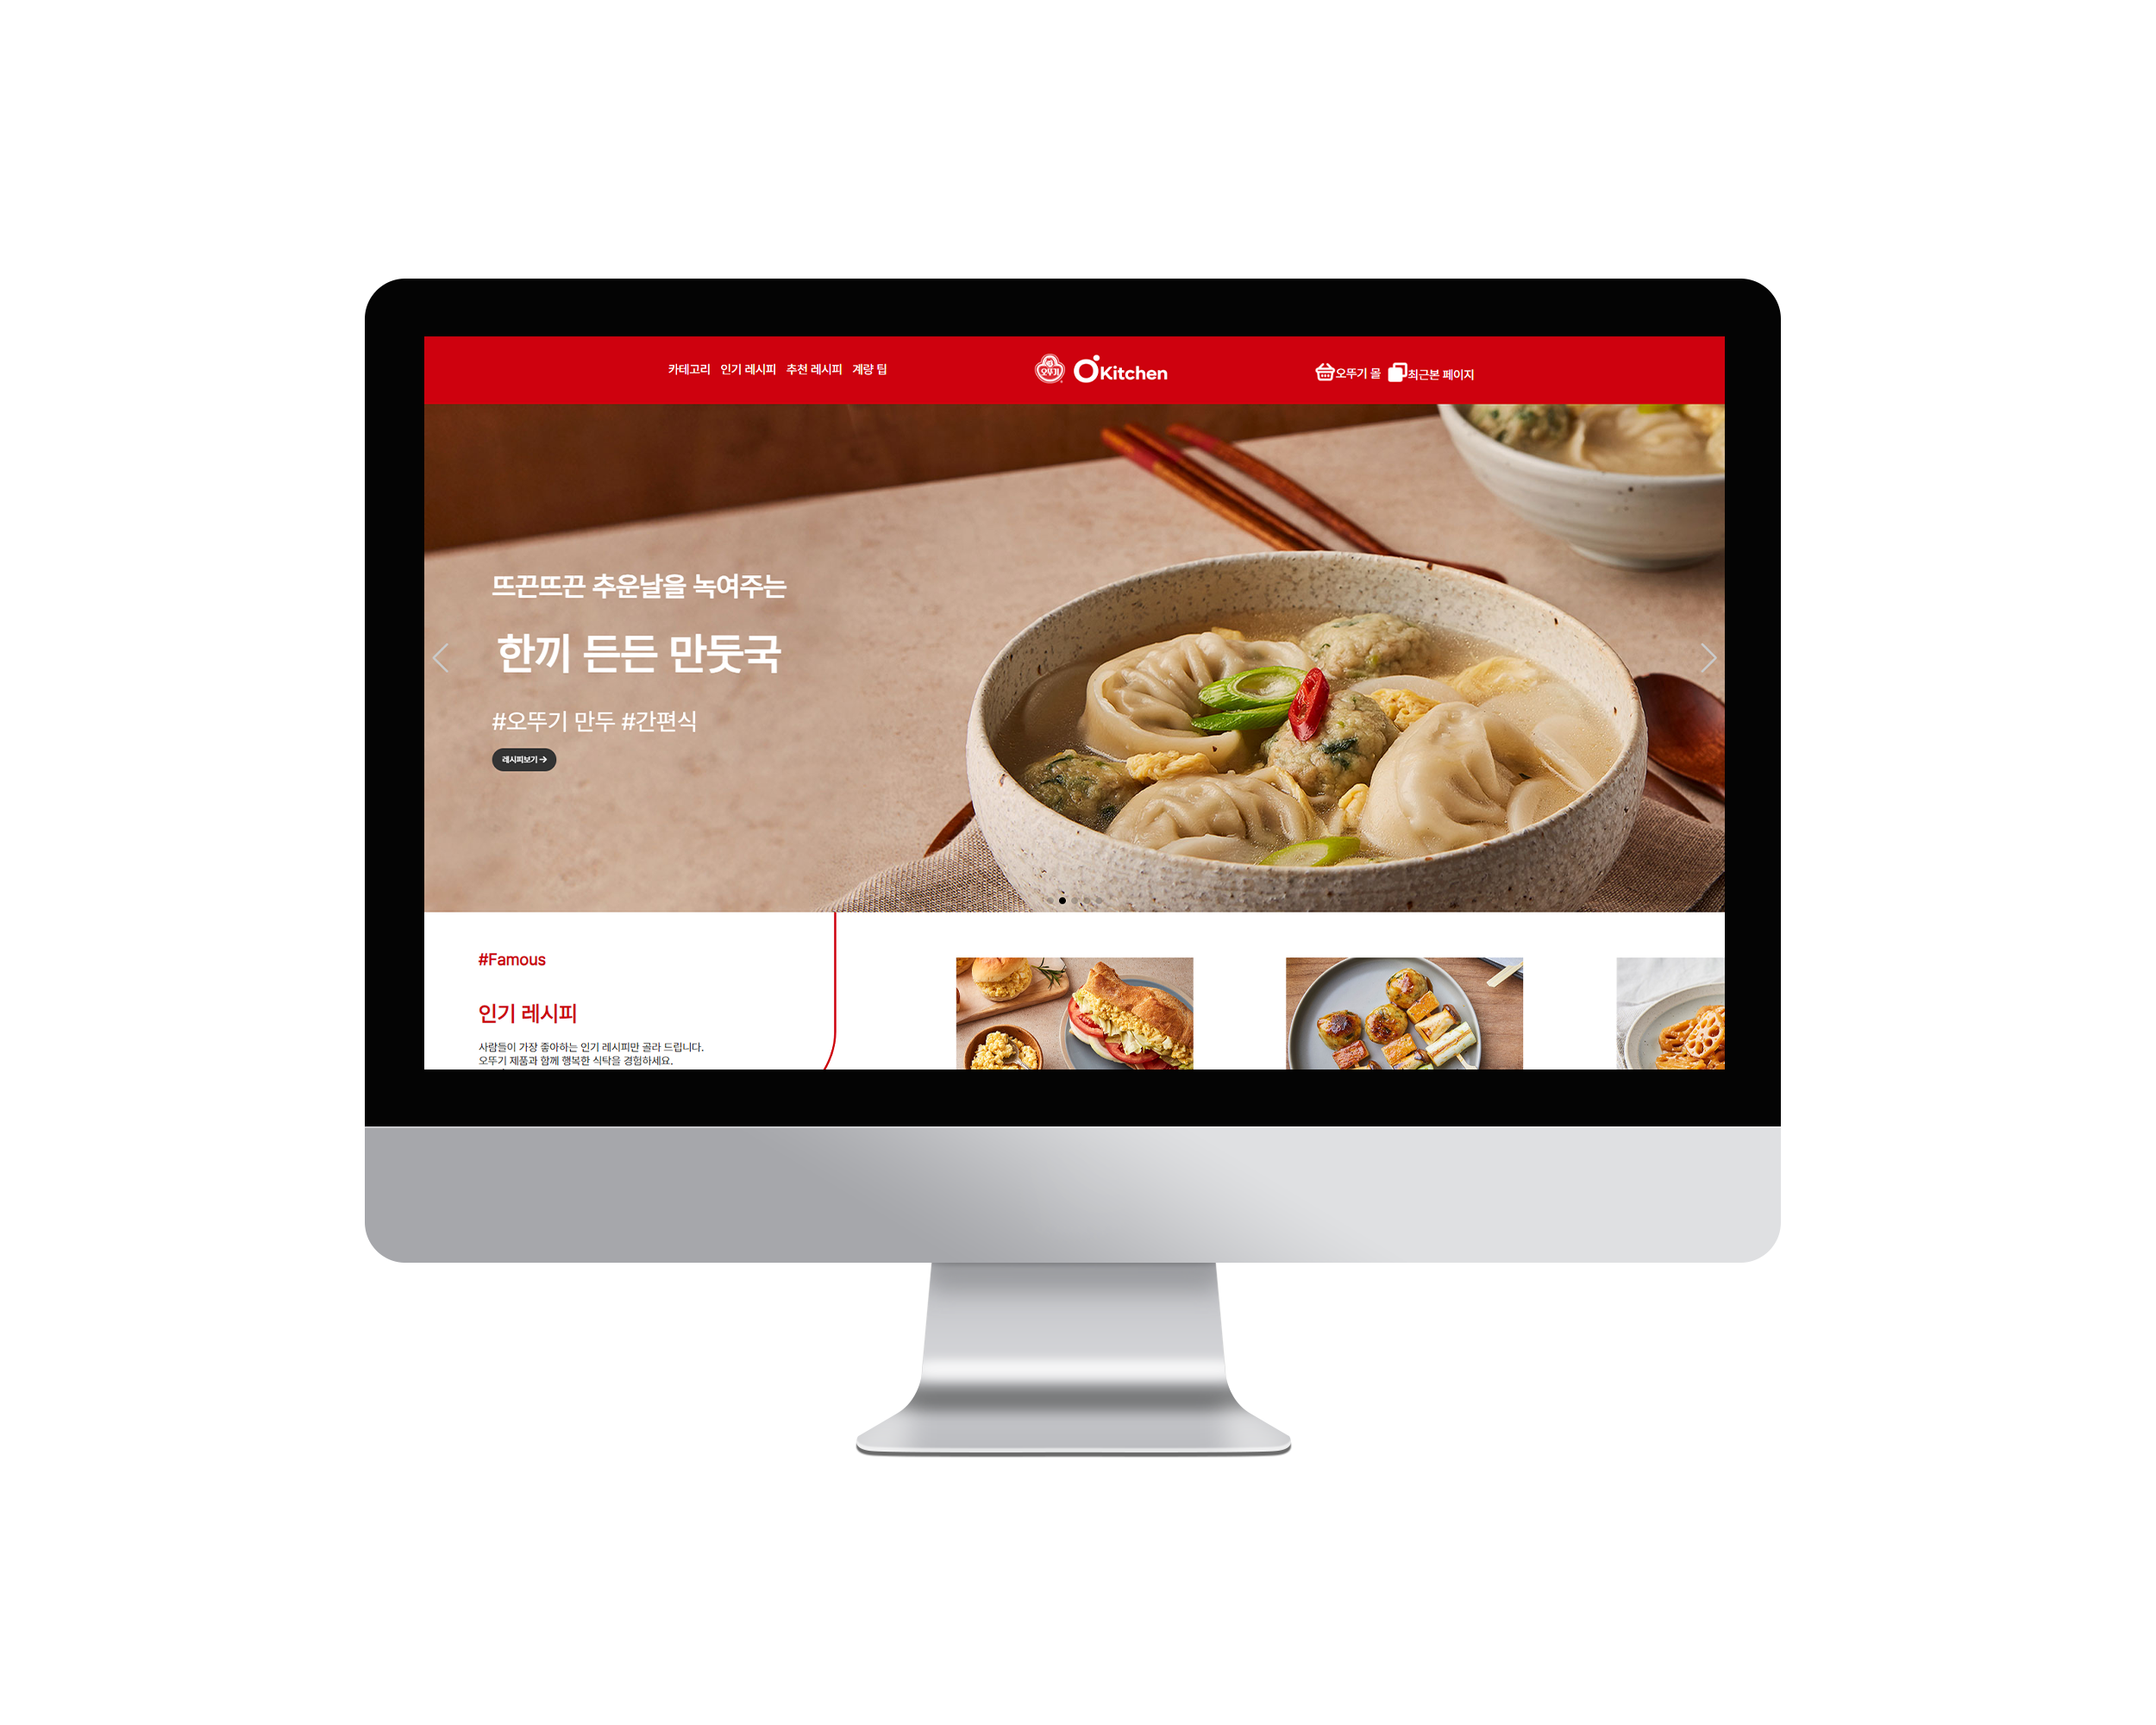 카테고리 인기 레시피 추천 레시피 계량 팁
오뚜기
OKitchen
오뚜기 몰 최근본 페이지
뜨끈뜨끈 추운날을 녹여주는
한끼 든든 만둣국
#오뚜기 만두 #간편식
레시피보기
#Famous
인기 레시피
사람들이 가장 좋아하는 인기 레시피만 골라 드립니다.
오뚜기 제품과 함께 행복한 식탁을 경험하세요.